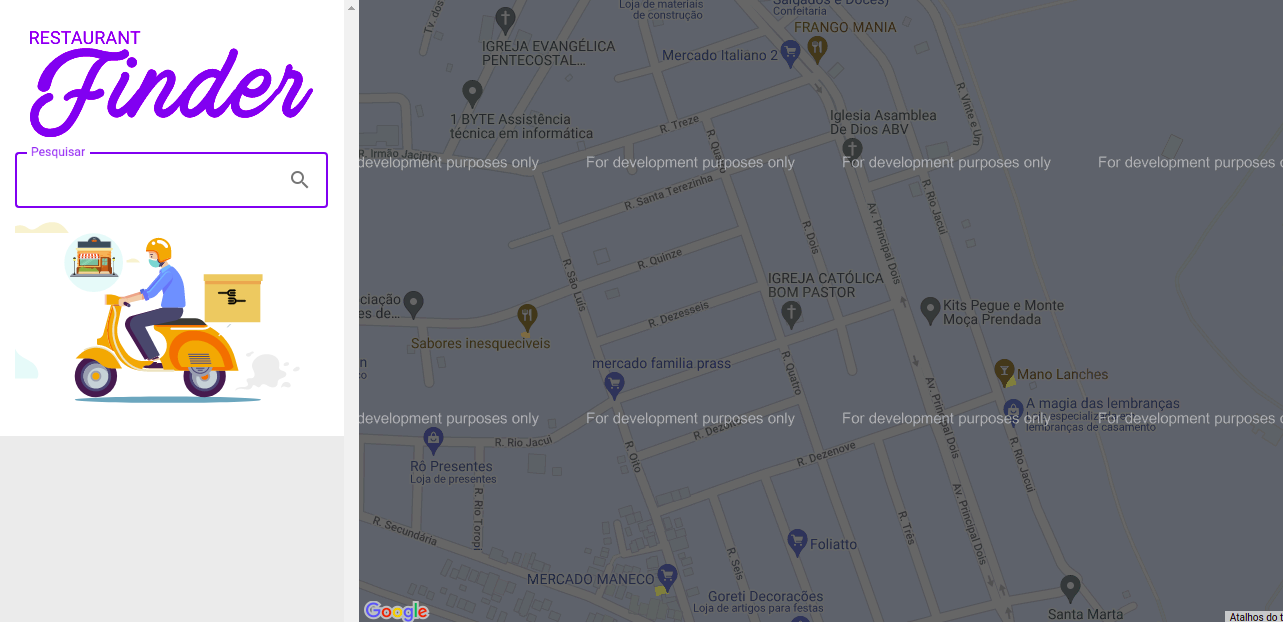 RESTAURANT
Finder
Pesquisar
Tv. dos
Loja de materiais
de construção
Salgados e Doces)
Confeitaria
FRANGO MANIA
IGREJA EVANGÉLICA
PENTECOSTAL...
Mercado Italiano 2
R. Vinte e Um
1 BYTE Assistência
técnica em informática
R. Treze
Iglesia Asamblea
De Dios ABV
R. Irmão Jacinto
R. Quatro
development purposes only
For development purposes only
For development purposes only
For development purposes
R. Santa Terezinha
R. Rio Jacuí
Av. Principal Dois
R. Dois
R. Quinze
R. São Luís
IGREJA CATÓLICA
BOM PASTOR
ciação
es de...
R. Dezesseis
Kits Pegue e Monte
Moça Prendada
Sabores inesquecíveis
mercado familia prass
R. Quatro
Mano Lanches
Av. Principal Dois
A magia das lembranças
especializada em
lembranças de casamento
development purposes only
For development purposes only
For development purposes only
For development purposes
R. Rio Jacuí
R. Dezoito
R. Oito
R. Dezenove
R. Rio Jacuí
Rô Presentes
Loja de presentes
R. Rio Toropi
R. Secundária
R. Três
Av. Principal Dois
Foliatto
R. Seis
MERCADO MANECO
Goreti Decorações
Loja de artigos para festas
Santa Marta
Google
Atalhos do t